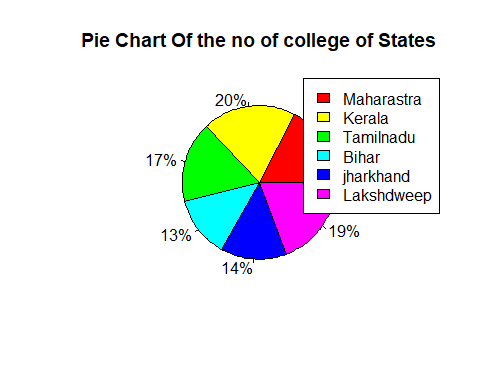 Pie Chart Of the no of college of States
20%
17%
13%
14%
19%
Maharastra
Kerala
Tamilnadu
Bihar
jharkhand
Lakshdweep